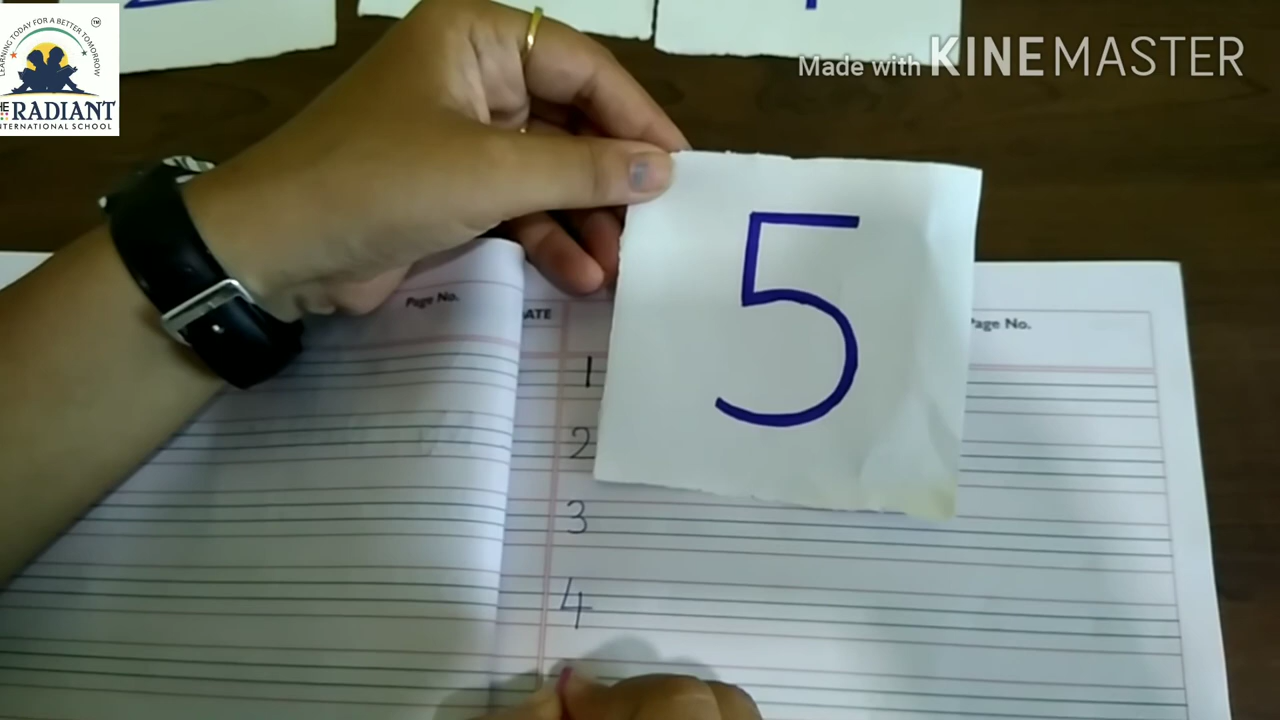 LEARNING TODAY FOR A BETTER TOMORROW
TM
THE RADIANT
INTERNATIONAL SCHOOL
Made with KINEMASTER
5
Page No.
DATE
Page No.
1
2
3
4